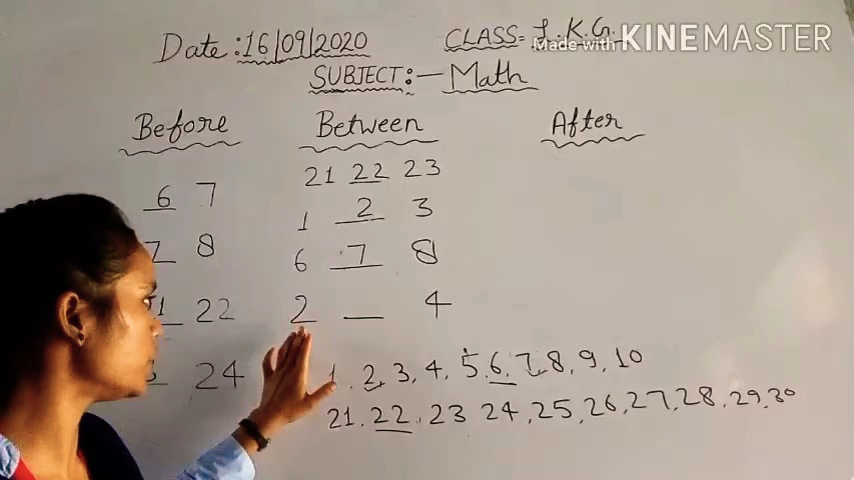 Date :16/09/2020 CLASS= L.K.G.
Made with KINEMASTER
SUBJECT:- Math
Before Between After
21 22 23
6 7
1 2 3
7 8
6 7 8
22
2 _ 4
24
1, 2, 3, 4, 5, 6, 7, 8, 9, 10
21, 22, 23 24, 25, 26, 27, 28, 29, 30